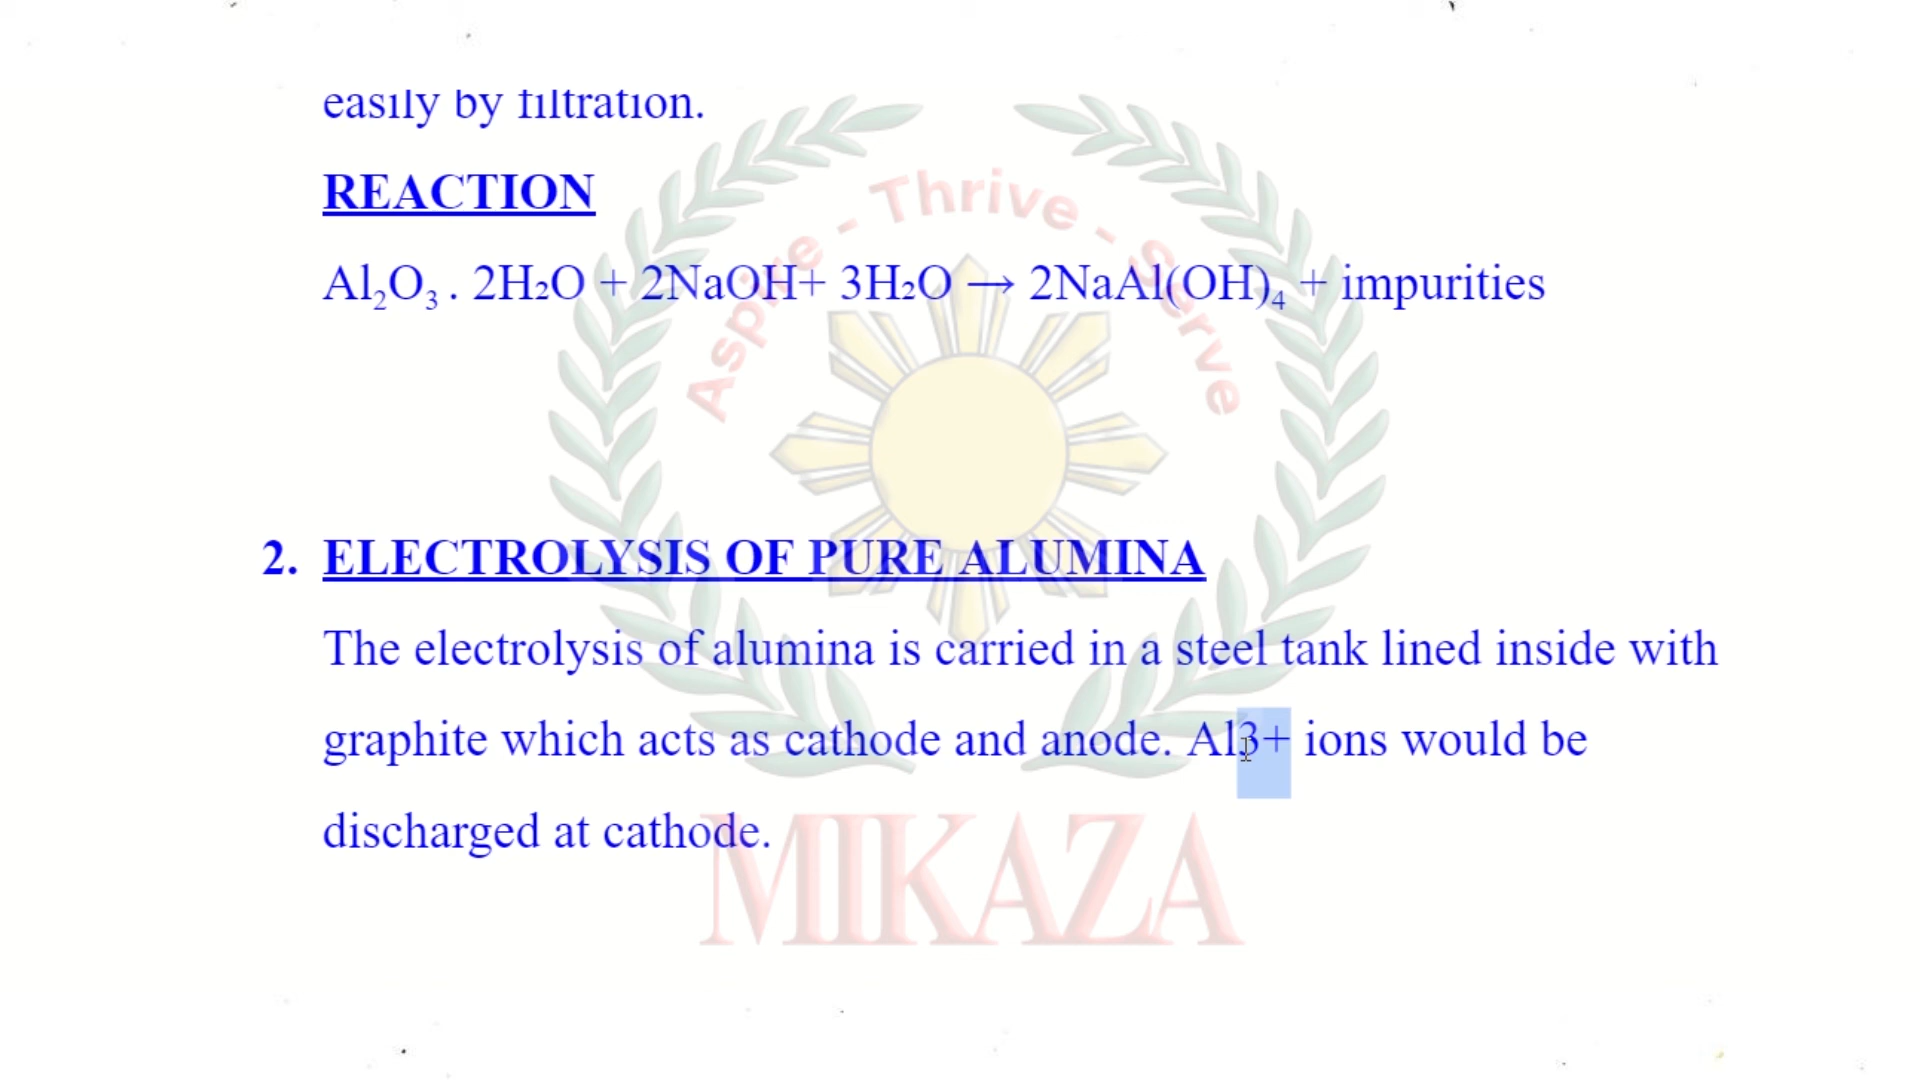 easily by filtration.
REACTION
Al₂O₃ . 2H₂O + 2NaOH+ 3H₂O → 2NaAl(OH)₄ + impurities
Aspire - Thrive - Serve
2. ELECTROLYSIS OF PURE ALUMINA
The electrolysis of alumina is carried in a steel tank lined inside with
graphite which acts as cathode and anode. Al3+ ions would be
discharged at cathode.
MIKAZA